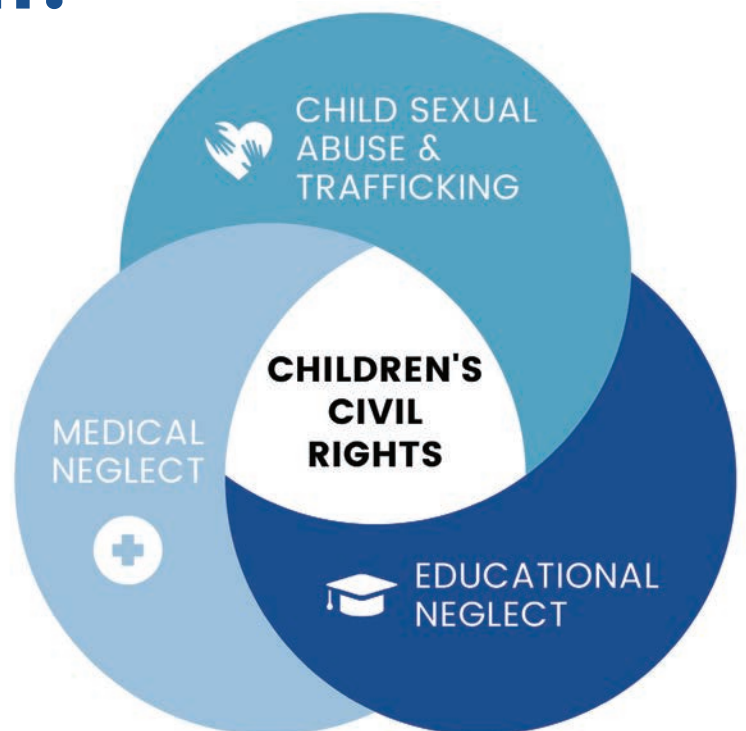 CHILD SEXUAL
ABUSE &
TRAFFICKING
CHILDREN'S
CIVIL
RIGHTS
MEDICAL
NEGLECT
EDUCATIONAL
NEGLECT